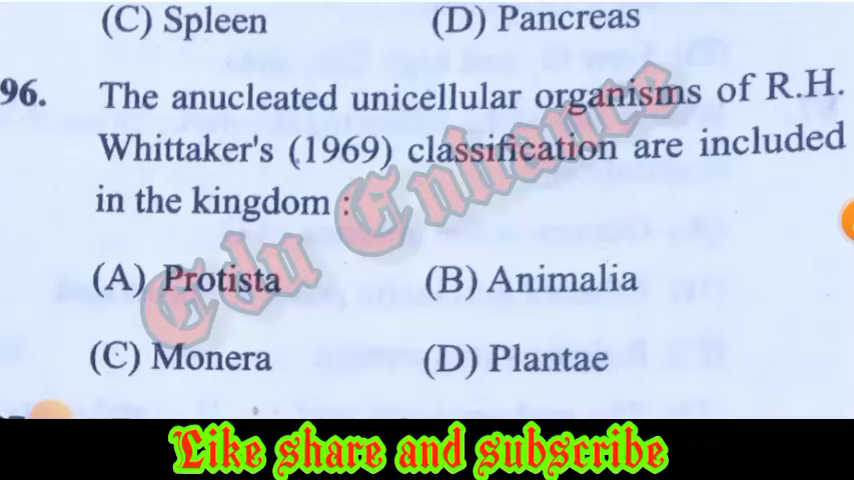 (C) Spleen (D) Pancreas
96. The anucleated unicellular organisms of R.H.
Whittaker's (1969) classification are included
in the kingdom :
(A) Protista (B) Animalia
(C) Monera (D) Plantae
Edu Enhance
Like share and subscribe